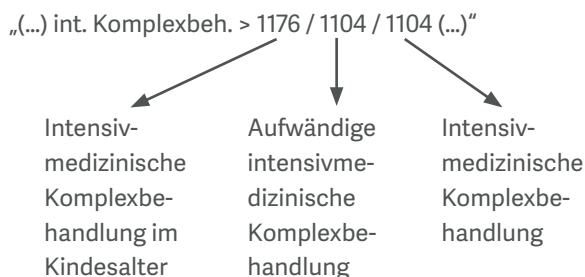 „(...) int. Komplexbeh. > 1176 / 1104 / 1104 (...)“
Intensiv-
medizinische
Komplexbe-
handlung im
Kindesalter
Aufwändige
intensivme-
dizinische
Komplexbe-
handlung
Intensiv-
medizinische
Komplexbe-
handlung